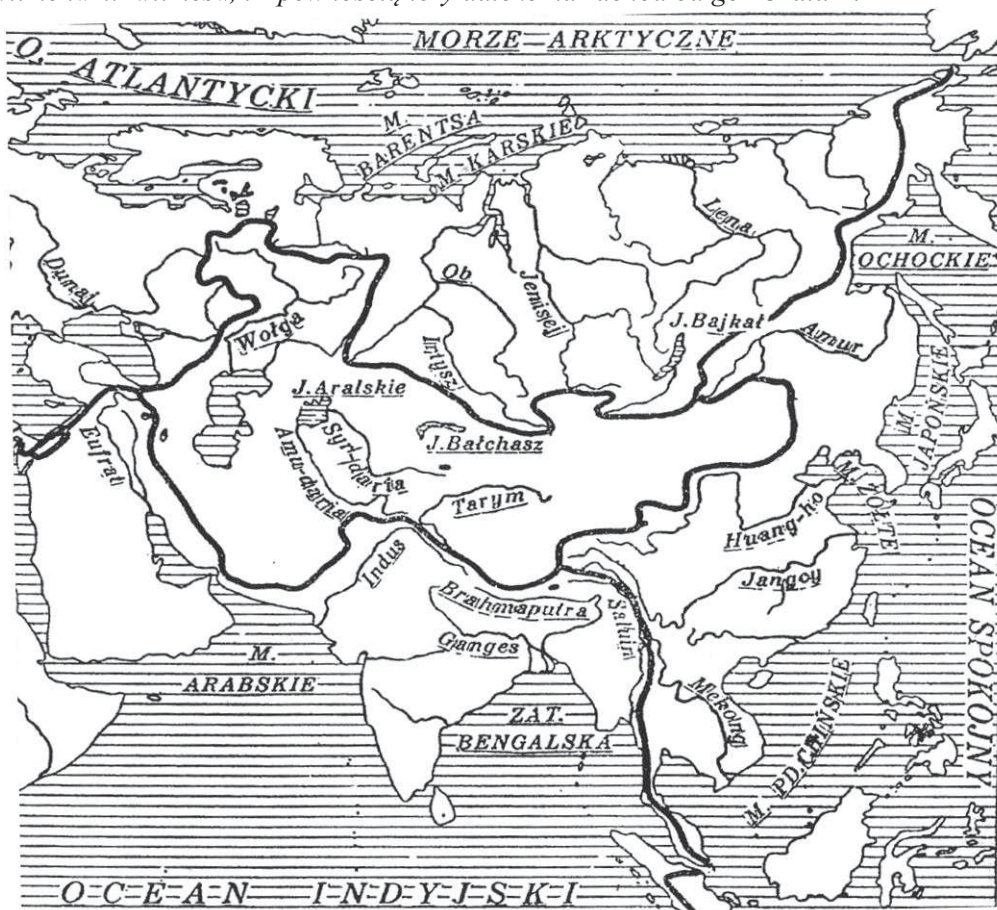 MORZE ARKTYCZNE
O.
ATLANTYCKI
M.
BARENTSA
M. KARSKIE
Lena
M.
OCHOCKIE
Dunaj
Ob
Jenisjej
J.Bajkał
Amur
Wołga
Irtysz
J.Aralskie
J.Bałchasz
M.
JAPOŃSKIE
Eufrat
Syr-darja
Amu-darja
Tarym
M. ŻÓŁTE
Huang-ho
Indus
Jangcy
Brahmaputra
Saluin
Ganges
M.
ARABSKIE
Mekong
ZAT.
BENGALSKA
M. PD.CHIŃSKIE
OCEAN SPOKOJNY
OCEAN INDYJSKI